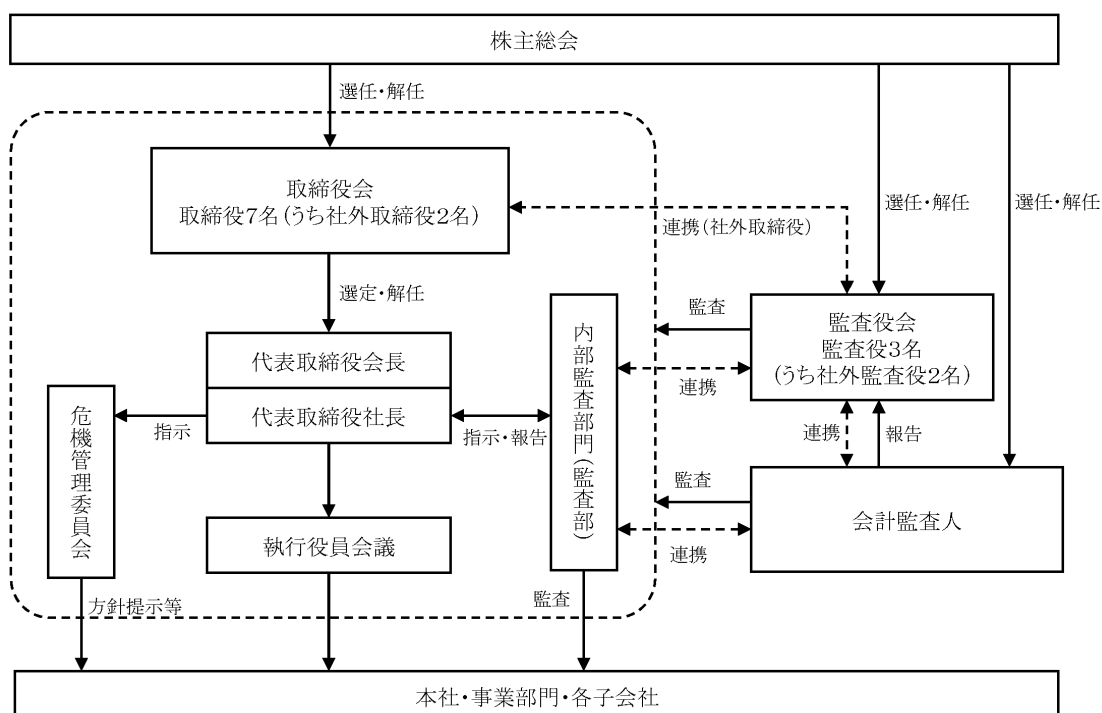 株主総会
選任・解任
取締役会
取締役7名(うち社外取締役2名)
選任・解任
選任・解任
連携(社外取締役)
選定・解任
監査
監査役会
監査役3名
(うち社外監査役2名)
内部監査部門(監査部)
代表取締役会長
連携
代表取締役社長
危機管理委員会
指示
指示・報告
連携
報告
監査
会計監査人
執行役員会議
連携
方針提示等
監査
本社・事業部門・各子会社